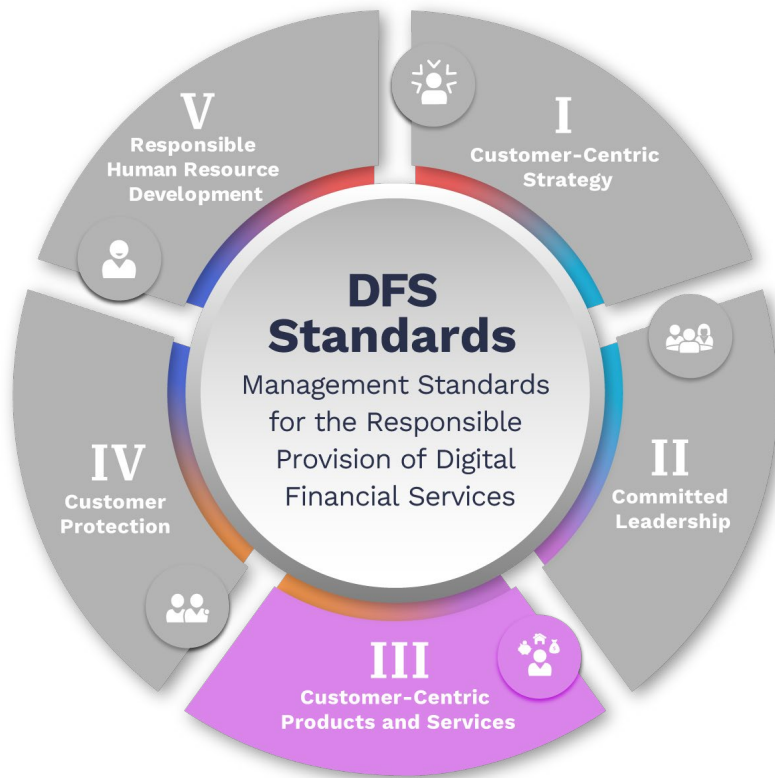 DFS
Standards
Management Standards
for the Responsible
Provision of Digital
Financial Services
I
Customer-Centric
Strategy
II
Committed
Leadership
III
Customer-Centric
Products and Services
IV
Customer
Protection
V
Responsible
Human Resource
Development